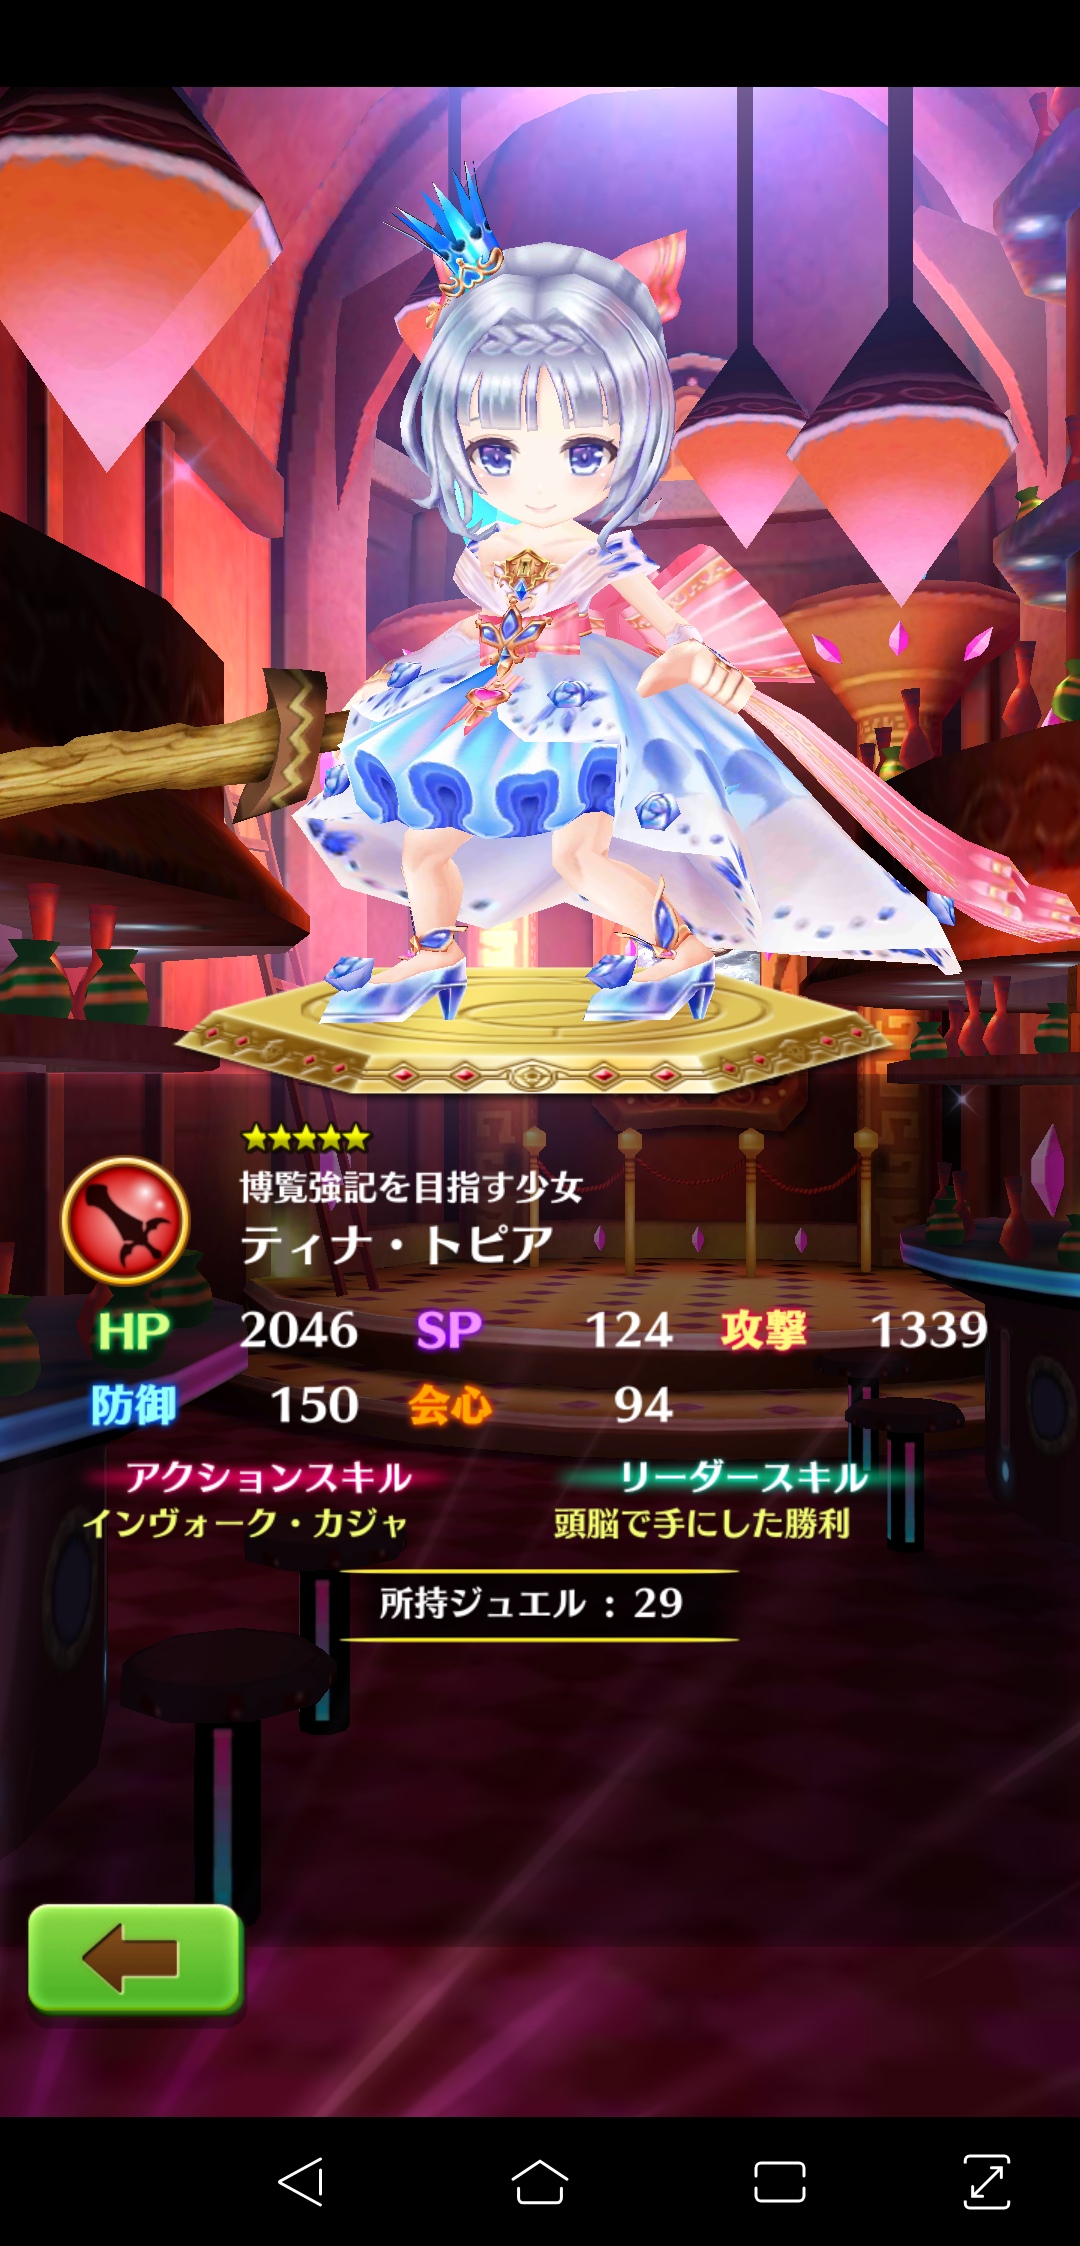 ★★★★★
博覧強記を目指す少女
ティナ・トピア
HP 2046 SP 124 攻撃 1339
防御 150 会心 94
アクションスキル リーダースキル
インヴォーク・カジャ 頭脳で手にした勝利
所持ジュエル : 29